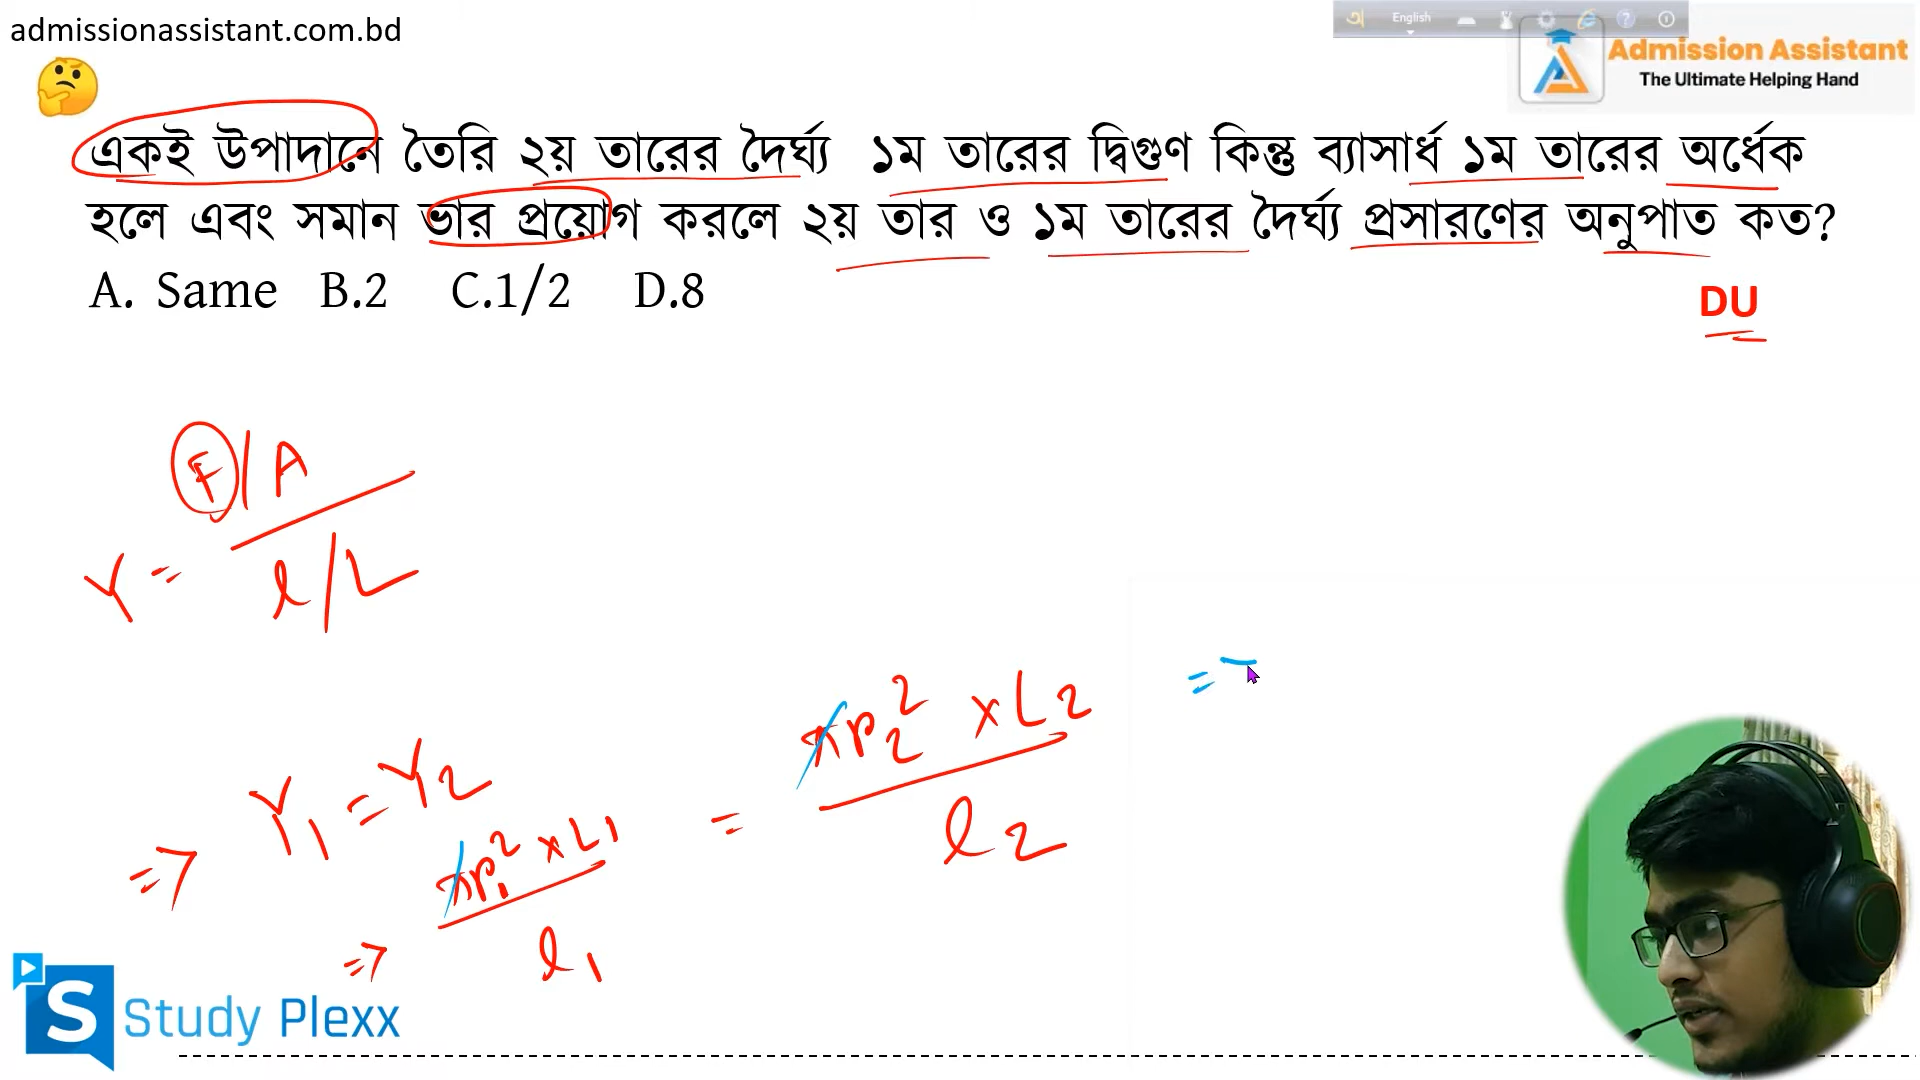 admissionassistant.com.bd
English
Admission Assistant
The Ultimate Helping Hand
একই উপাদানে তৈরি ২য় তারের দৈর্ঘ্য ১ম তারের দ্বিগুণ কিন্তু ব্যাসার্ধ ১ম তারের অর্ধেক
হলে এবং সমান ভার প্রয়োগ করলে ২য় তার ও ১ম তারের দৈর্ঘ্য প্রসারণের অনুপাত কত?
A. Same B.2 C.1/2 D.8
DU
F/A
Y =
l/L
=> Y₁ = Y₂
πr₂² × L₂ =
=> πr₁² × L₁ =
l₂
l₁
S Study Plexx